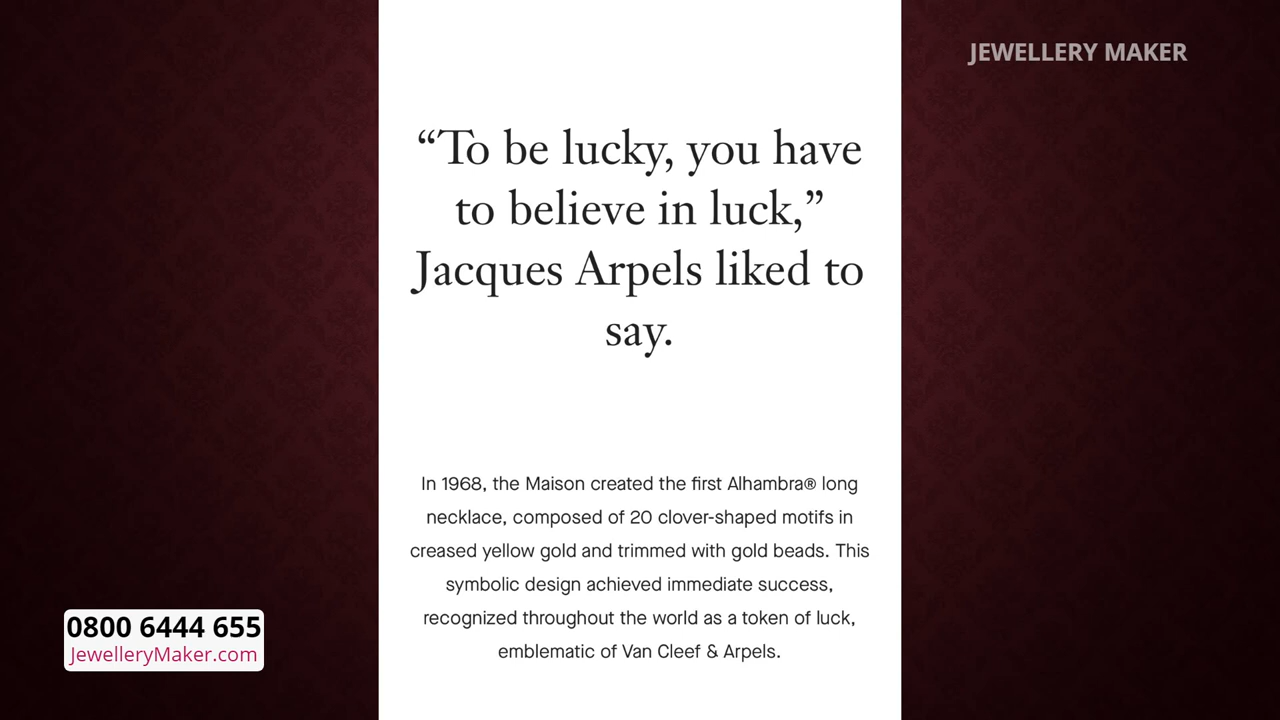 JEWELLERY MAKER
“To be lucky, you have
to believe in luck,”
Jacques Arpels liked to
say.
In 1968, the Maison created the first Alhambra® long
necklace, composed of 20 clover-shaped motifs in
creased yellow gold and trimmed with gold beads. This
symbolic design achieved immediate success,
recognized throughout the world as a token of luck,
emblematic of Van Cleef & Arpels.
0800 6444 655
JewelleryMaker.com